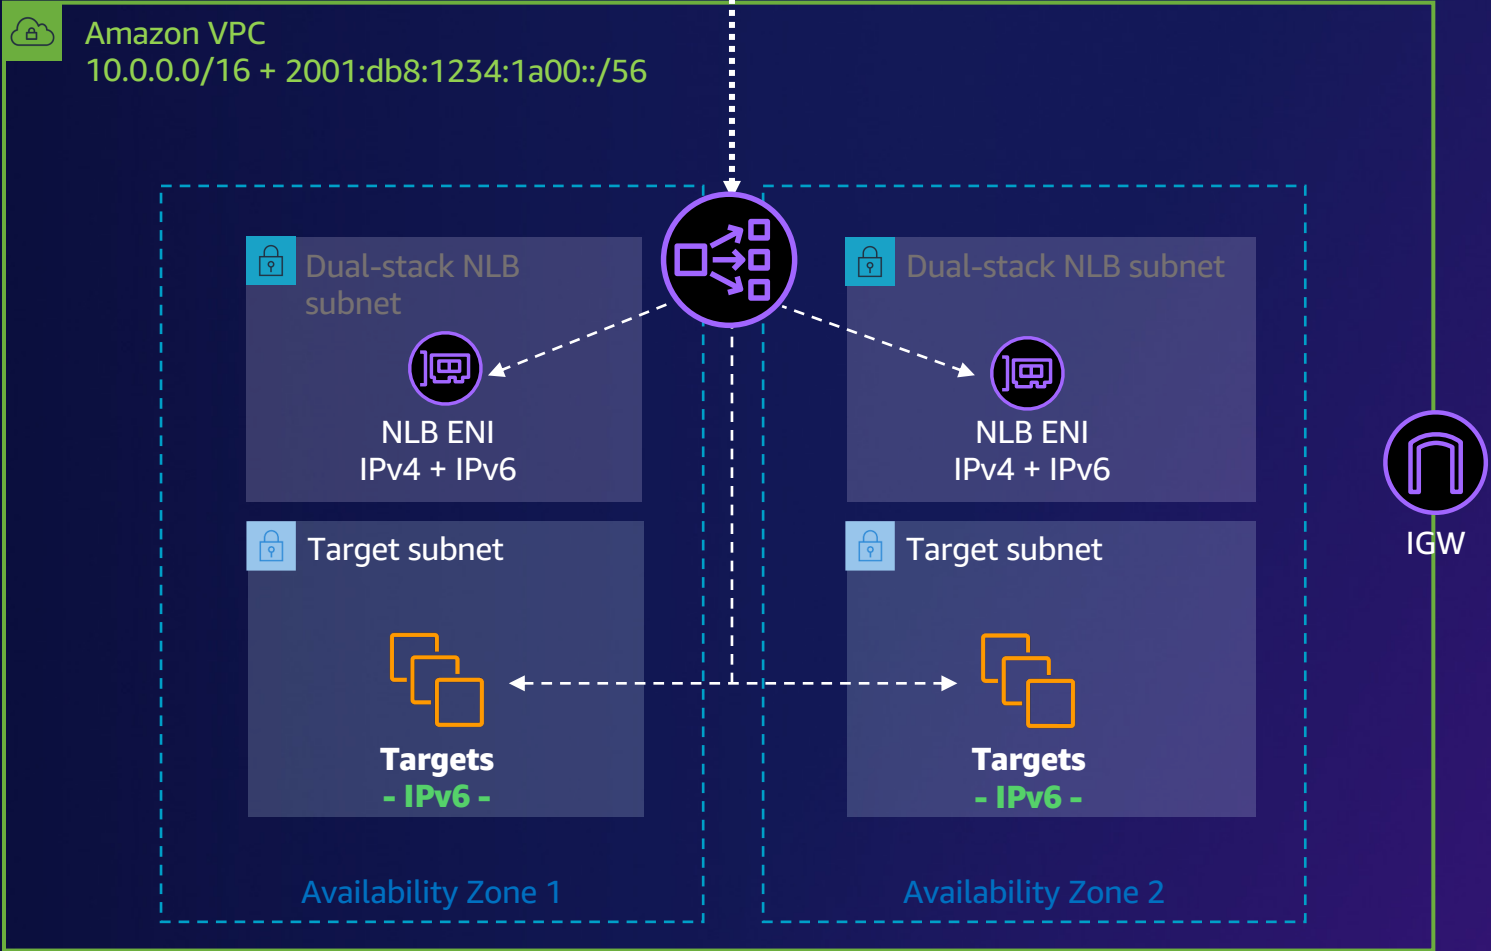 Amazon VPC
10.0.0.0/16 + 2001:db8:1234:1a00::/56
Dual-stack NLB
subnet
NLB ENI
IPv4 + IPv6
Dual-stack NLB subnet
NLB ENI
IPv4 + IPv6
IGW
Target subnet
Targets
- IPv6 -
Target subnet
Targets
- IPv6 -
Availability Zone 1
Availability Zone 2